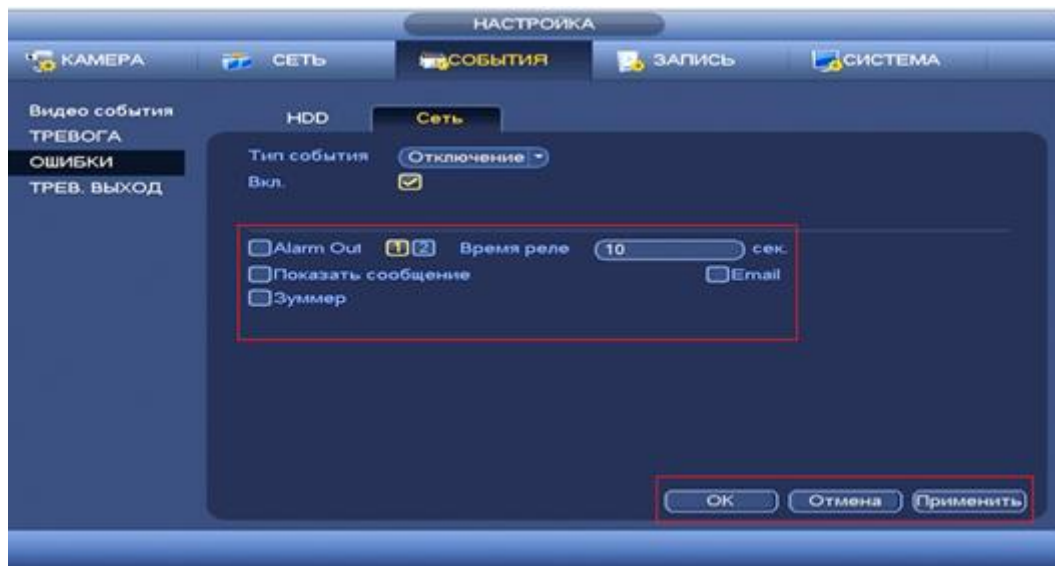 НАСТРОЙКА
КАМЕРА СЕТЬ СОБЫТИЯ ЗАПИСЬ СИСТЕМА
Видео события
ТРЕВОГА
ОШИБКИ
ТРЕВ. ВЫХОД
HDD Сеть
Тип события Отключение
Вкл.
Alarm Out 1 2 Время реле 10 сек.
Показать сообщение Email
Зуммер
OK Отмена Применить